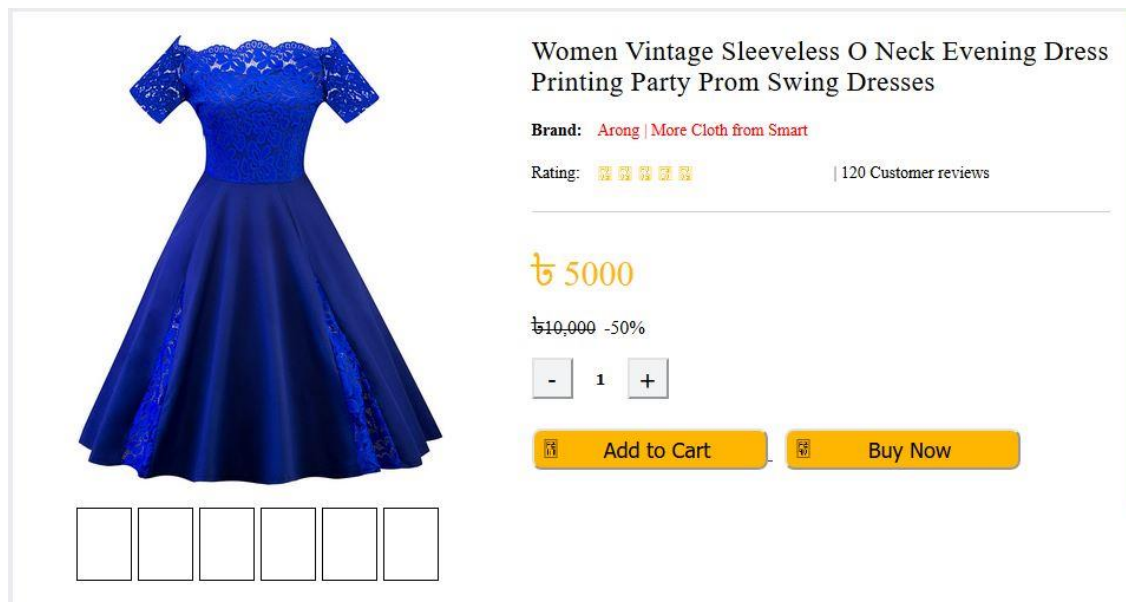 Women Vintage Sleeveless O Neck Evening Dress
Printing Party Prom Swing Dresses
Brand: Arong | More Cloth from Smart
Rating: | 120 Customer reviews
৳ 5000
৳10,000 -50%
- 1 +
Add to Cart Buy Now